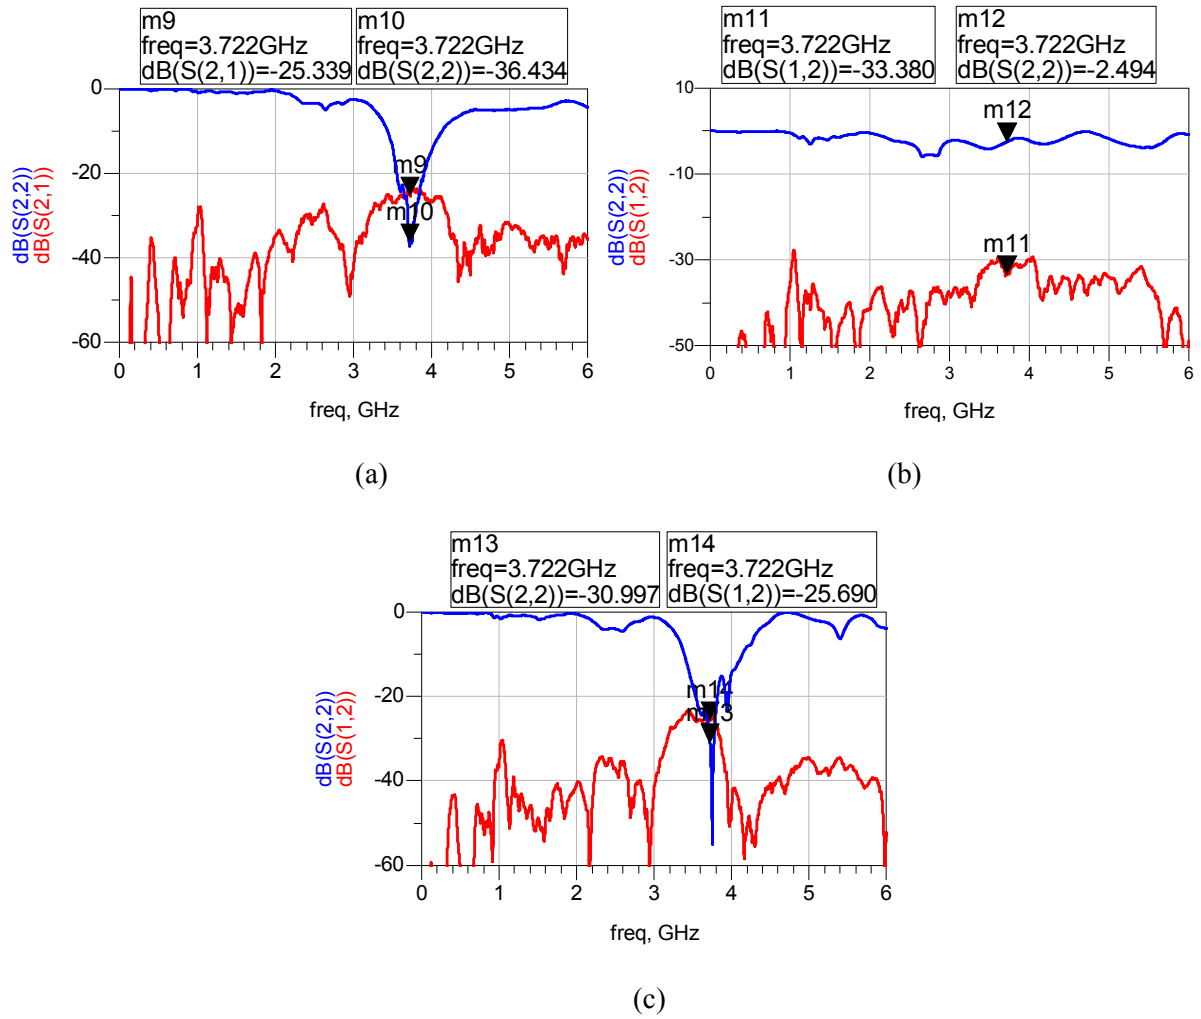 m9
freq=3.722GHz
dB(S(2,1))=-25.339
m10
freq=3.722GHz
dB(S(2,2))=-36.434
0
-20
-40
-60
dB(S(2,2))
dB(S(2,1))
m9
m10
0 1 2 3 4 5 6
freq, GHz
(a)
m11
freq=3.722GHz
dB(S(1,2))=-33.380
m12
freq=3.722GHz
dB(S(2,2))=-2.494
10
-10
-30
-50
dB(S(2,2))
dB(S(1,2))
m12
m11
0 1 2 3 4 5 6
freq, GHz
(b)
m13
freq=3.722GHz
dB(S(2,2))=-30.997
m14
freq=3.722GHz
dB(S(1,2))=-25.690
0
-20
-40
-60
dB(S(2,2))
dB(S(1,2))
m14
m13
0 1 2 3 4 5 6
freq, GHz
(c)